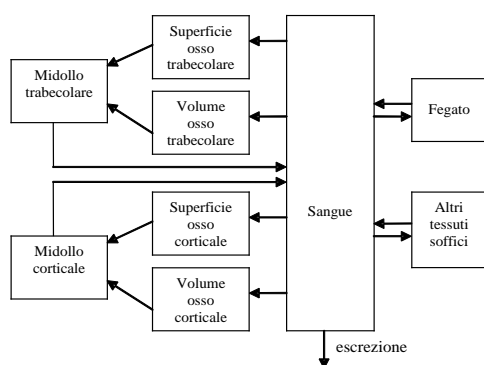 Superficie
osso
trabecolare
Midollo
trabecolare
Volume
osso
trabecolare
Fegato
Sangue
Superficie
osso
corticale
Midollo
corticale
Volume
osso
corticale
Altri
tessuti
soffici
escrezione